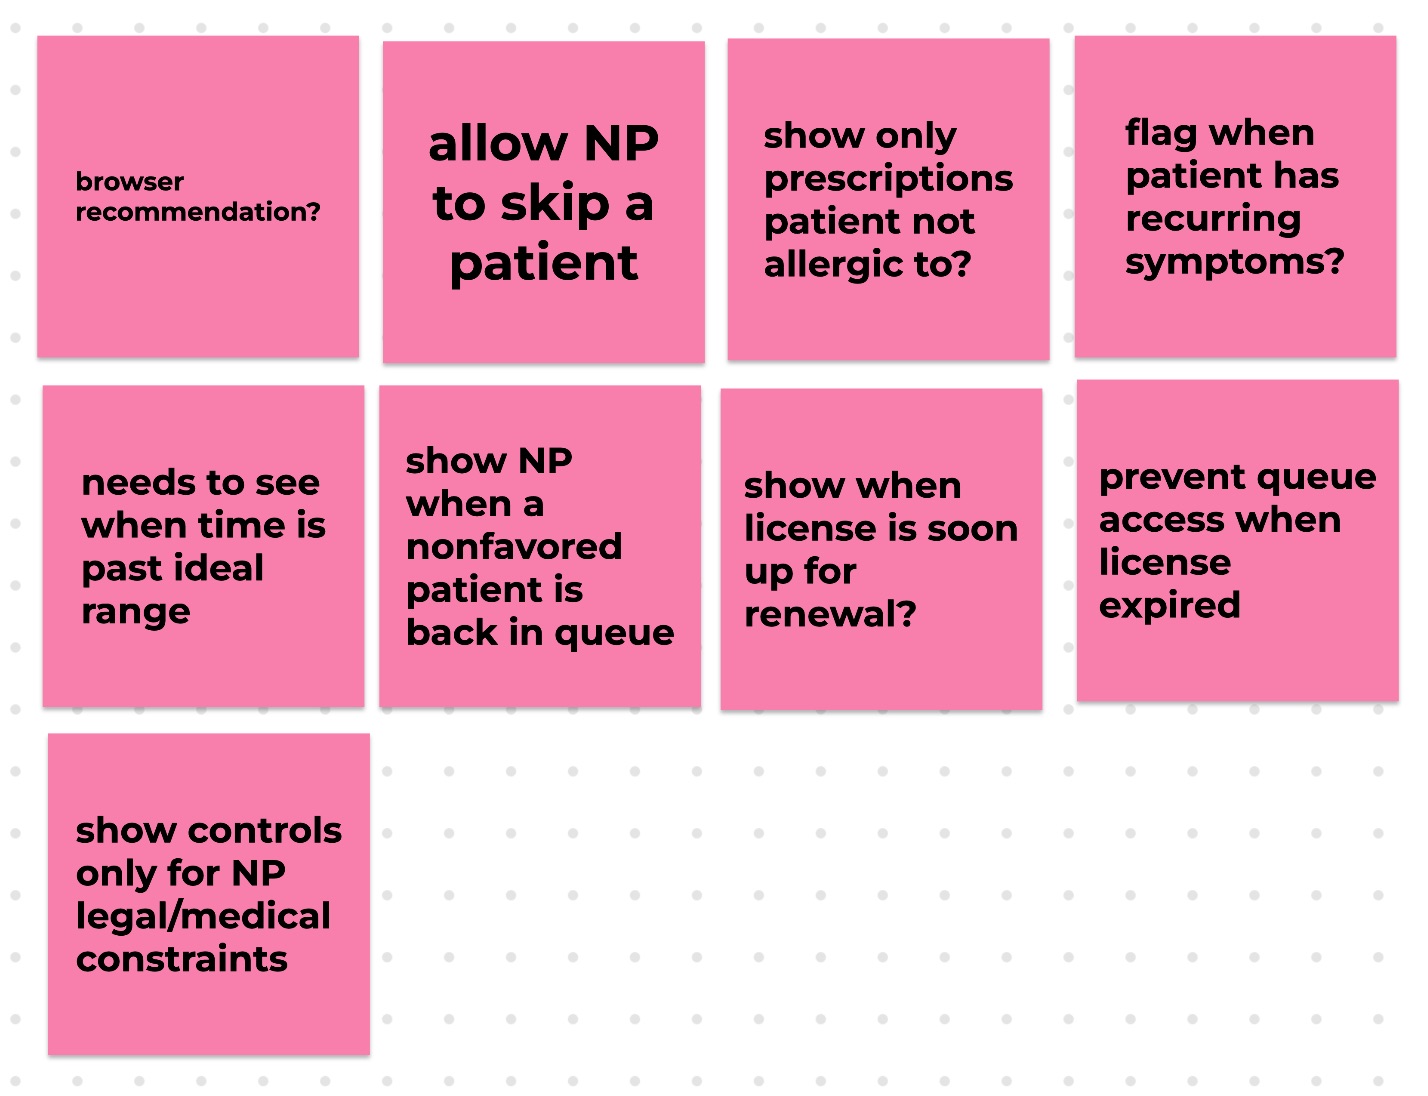 browser
recommendation?
allow NP
to skip a
patient
show only
prescriptions
patient not
allergic to?
flag when
patient has
recurring
symptoms?
needs to see
when time is
past ideal
range
show NP
when a
nonfavored
patient is
back in queue
show when
license is soon
up for
renewal?
prevent queue
access when
license
expired
show controls
only for NP
legal/medical
constraints